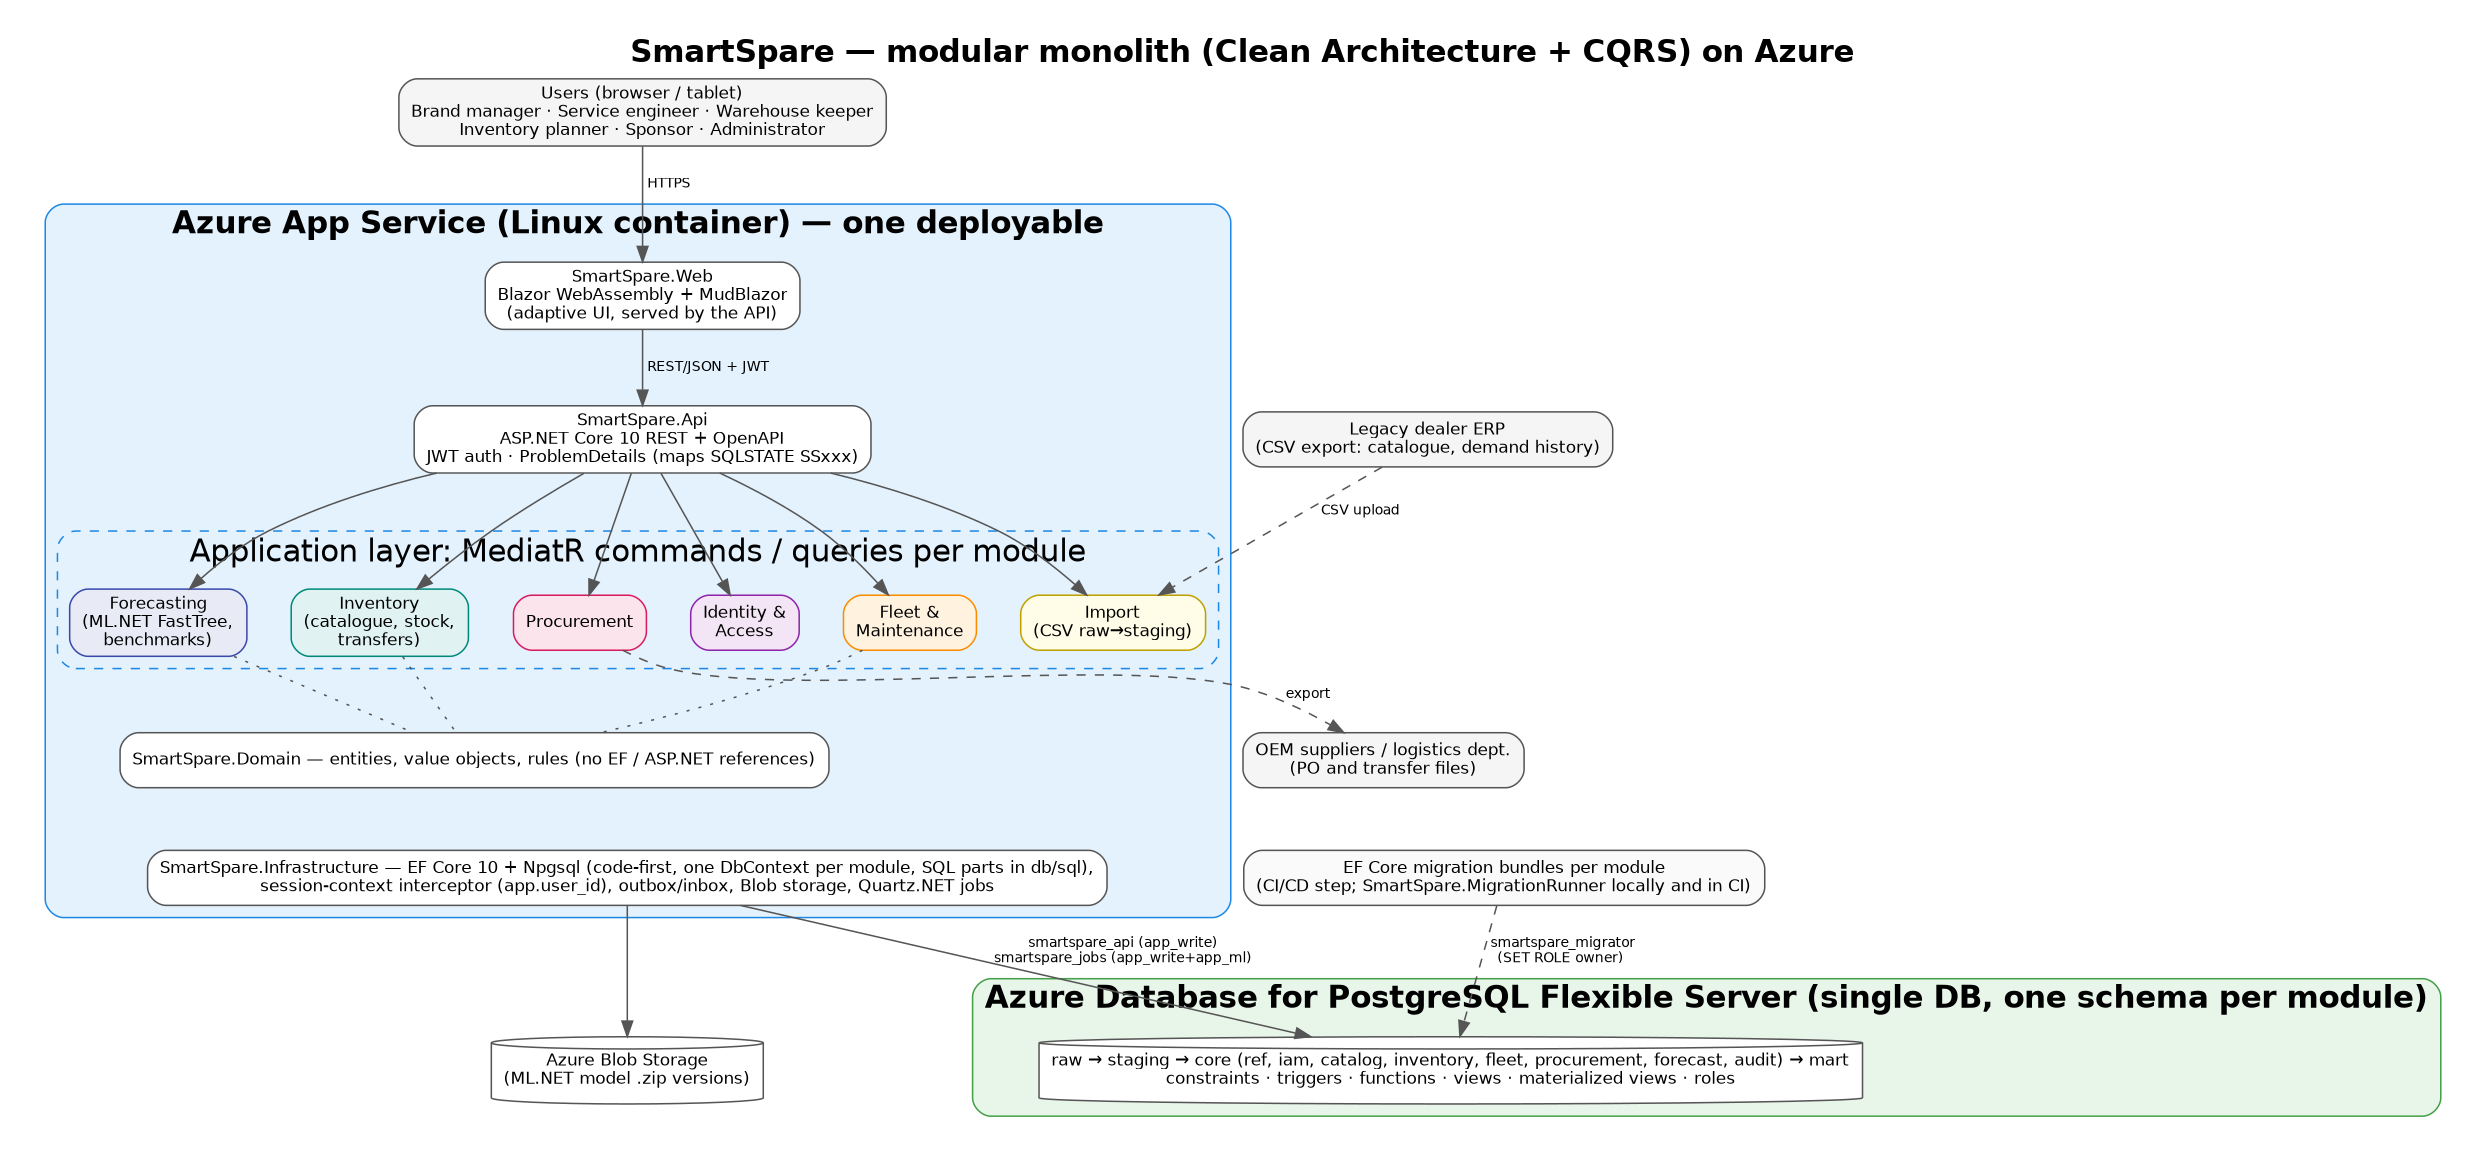 SmartSpare — modular monolith (Clean Architecture + CQRS) on Azure
Users (browser / tablet)
Brand manager · Service engineer · Warehouse keeper
Inventory planner · Sponsor · Administrator
HTTPS
Azure App Service (Linux container) — one deployable
SmartSpare.Web
Blazor WebAssembly + MudBlazor
(adaptive UI, served by the API)
REST/JSON + JWT
SmartSpare.Api
ASP.NET Core 10 REST + OpenAPI
JWT auth · ProblemDetails (maps SQLSTATE SSxxx)
Legacy dealer ERP
(CSV export: catalogue, demand history)
CSV upload
Application layer: MediatR commands / queries per module
Forecasting
(ML.NET FastTree,
benchmarks)
Inventory
(catalogue, stock,
transfers)
Procurement
Identity &
Access
Fleet &
Maintenance
Import
(CSV raw→staging)
export
SmartSpare.Domain — entities, value objects, rules (no EF / ASP.NET references)
OEM suppliers / logistics dept.
(PO and transfer files)
SmartSpare.Infrastructure — EF Core 10 + Npgsql (code-first, one DbContext per module, SQL parts in db/sql),
session-context interceptor (app.user_id), outbox/inbox, Blob storage, Quartz.NET jobs
EF Core migration bundles per module
(CI/CD step; SmartSpare.MigrationRunner locally and in CI)
smartspare_api (app_write)
smartspare_jobs (app_write+app_ml)
smartspare_migrator
(SET ROLE owner)
Azure Database for PostgreSQL Flexible Server (single DB, one schema per module)
Azure Blob Storage
(ML.NET model .zip versions)
raw → staging → core (ref, iam, catalog, inventory, fleet, procurement, forecast, audit) → mart
constraints · triggers · functions · views · materialized views · roles